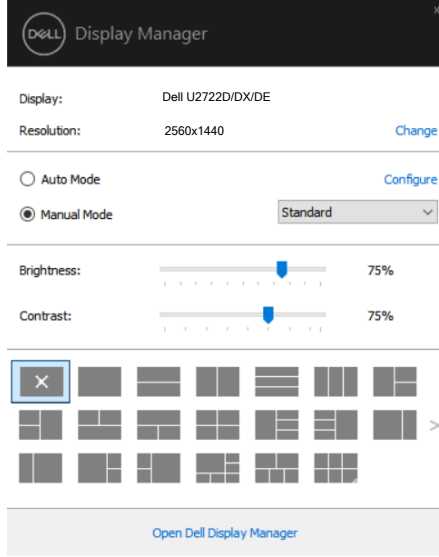 DELL Display Manager
Display: Dell U2722D/DX/DE
Resolution: 2560x1440 Change
Auto Mode Configure
Manual Mode Standard
Brightness: 75%
Contrast: 75%
Open Dell Display Manager